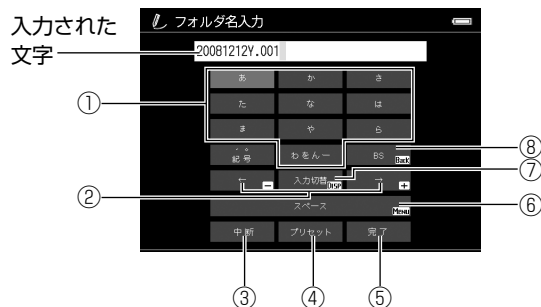 フォルダ名入力
入力された
文字
20081212Y.001
あ か さ
① た な は
ま や ら
⑧
記号 わをんー BS Back
⑦
← − 入力切替 DISP → +
②
スペース MENU ⑥
中断 プリセット 完了
③ ④ ⑤